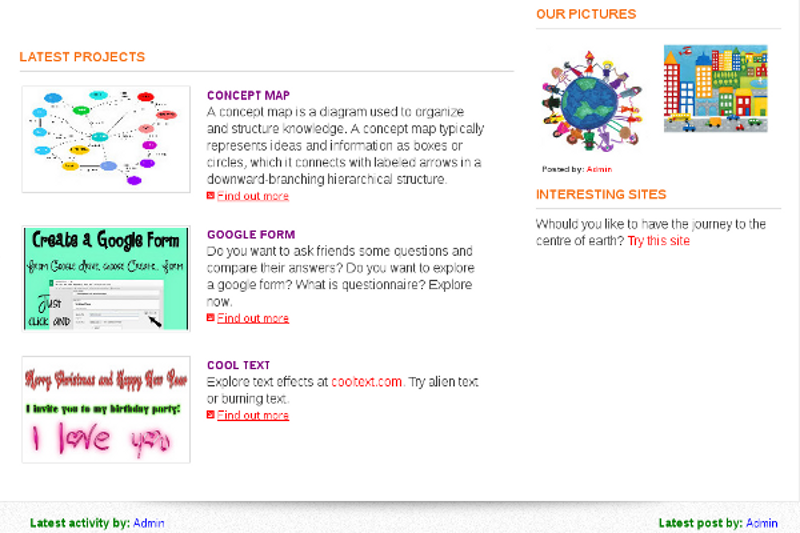 OUR PICTURES
LATEST PROJECTS
CONCEPT MAP
A concept map is a diagram used to organize
and structure knowledge. A concept map typically
represents ideas and information as boxes or
circles, which it connects with labeled arrows in a
downward-branching hierarchical structure.
Find out more
Create a Google Form
From Google Drive, choose Create, Form
Just
click and
GOOGLE FORM
Do you want to ask friends some questions and
compare their answers? Do you want to explore
a google form? What is questionnaire? Explore
now.
Find out more
Merry Christmas and Happy New Year
I invite you to my birthday party!
I love you
COOL TEXT
Explore text effects at cooltext.com. Try alien text
or burning text.
Find out more
Posted by: Admin
INTERESTING SITES
Whould you like to have the journey to the
centre of earth? Try this site
Latest activity by: Admin
Latest post by: Admin